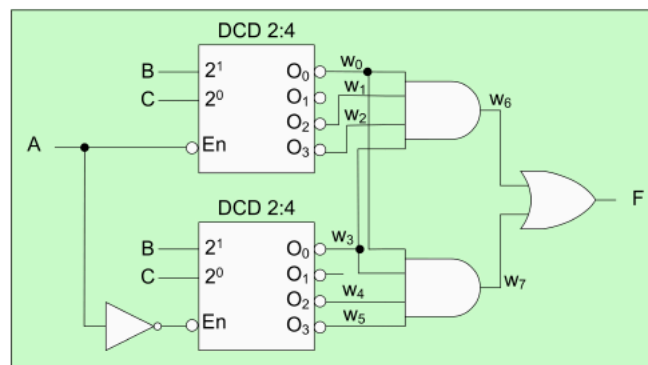 DCD 2:4
B 2¹ O₀ w₀
C 2⁰ O₁ w₁
O₂ w₂
A En O₃
w₆
F
DCD 2:4
B 2¹ O₀ w₃
C 2⁰ O₁
O₂ w₄
En O₃ w₅
w₇